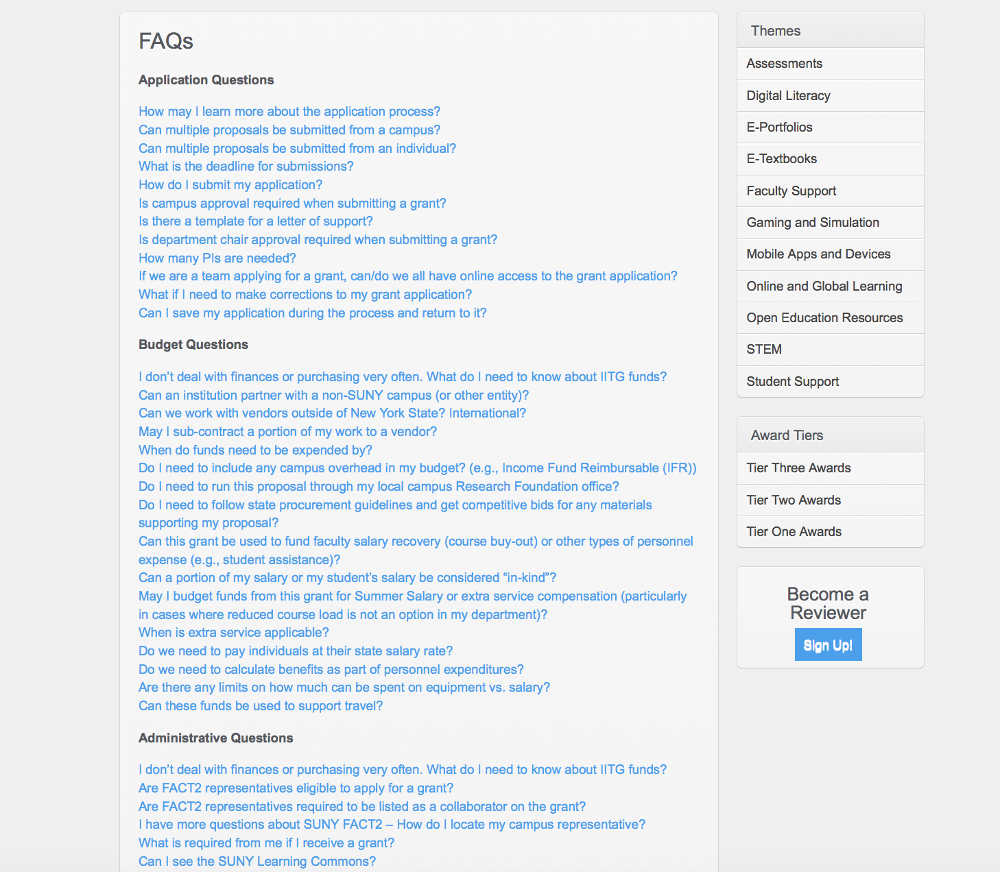 FAQs
Application Questions
How may I learn more about the application process?
Can multiple proposals be submitted from a campus?
Can multiple proposals be submitted from an individual?
What is the deadline for submissions?
How do I submit my application?
Is campus approval required when submitting a grant?
Is there a template for a letter of support?
Is department chair approval required when submitting a grant?
How many PIs are needed?
If we are a team applying for a grant, can/do we all have online access to the grant application?
What if I need to make corrections to my grant application?
Can I save my application during the process and return to it?
Budget Questions
I don’t deal with finances or purchasing very often. What do I need to know about IITG funds?
Can an institution partner with a non-SUNY campus (or other entity)?
Can we work with vendors outside of New York State? International?
May I sub-contract a portion of my work to a vendor?
When do funds need to be expended by?
Do I need to include any campus overhead in my budget? (e.g., Income Fund Reimbursable (IFR))
Do I need to run this proposal through my local campus Research Foundation office?
Do I need to follow state procurement guidelines and get competitive bids for any materials
supporting my proposal?
Can this grant be used to fund faculty salary recovery (course buy-out) or other types of personnel
expense (e.g., student assistance)?
Can a portion of my salary or my student’s salary be considered “in-kind”?
May I budget funds from this grant for Summer Salary or extra service compensation (particularly
in cases where reduced course load is not an option in my department)?
When is extra service applicable?
Do we need to pay individuals at their state salary rate?
Do we need to calculate benefits as part of personnel expenditures?
Are there any limits on how much can be spent on equipment vs. salary?
Can these funds be used to support travel?
Administrative Questions
I don’t deal with finances or purchasing very often. What do I need to know about IITG funds?
Are FACT2 representatives eligible to apply for a grant?
Are FACT2 representatives required to be listed as a collaborator on the grant?
I have more questions about SUNY FACT2 – How do I locate my campus representative?
What is required from me if I receive a grant?
Can I see the SUNY Learning Commons?
Themes
Assessments
Digital Literacy
E-Portfolios
E-Textbooks
Faculty Support
Gaming and Simulation
Mobile Apps and Devices
Online and Global Learning
Open Education Resources
STEM
Student Support
Award Tiers
Tier Three Awards
Tier Two Awards
Tier One Awards
Become a
Reviewer
Sign Up!